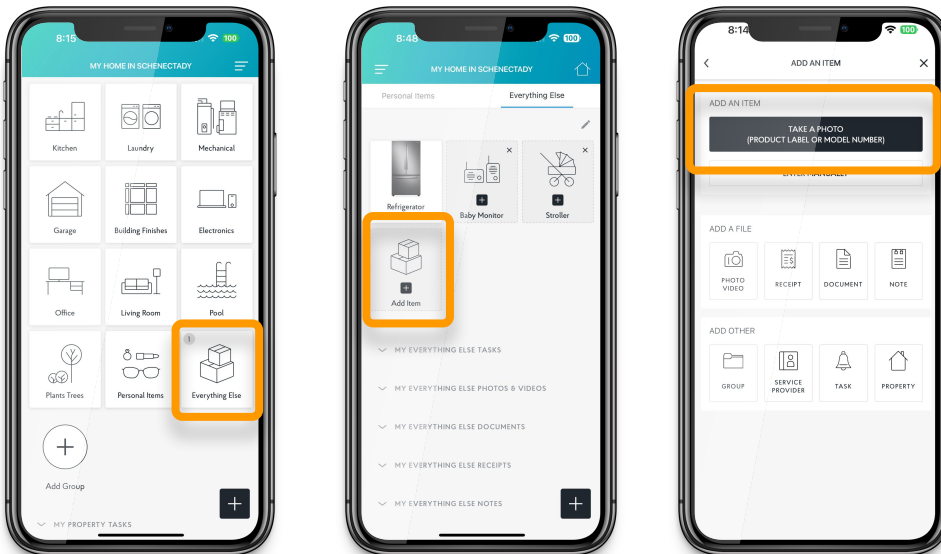 8:15
100
MY HOME IN SCHENECTADY
Kitchen
Laundry
Mechanical
Garage
Building Finishes
Electronics
Office
Living Room
Pool
1
Plants Trees
Personal Items
Everything Else
Add Group
MY PROPERTY TASKS
8:48
100
MY HOME IN SCHENECTADY
Personal Items
Everything Else
Refrigerator
Baby Monitor
Stroller
Add Item
MY EVERYTHING ELSE TASKS
MY EVERYTHING ELSE PHOTOS & VIDEOS
MY EVERYTHING ELSE DOCUMENTS
MY EVERYTHING ELSE RECEIPTS
MY EVERYTHING ELSE NOTES
8:14
100
ADD AN ITEM
ADD AN ITEM
TAKE A PHOTO
(PRODUCT LABEL OR MODEL NUMBER)
ENTER MANUALLY
ADD A FILE
PHOTO
VIDEO
RECEIPT
DOCUMENT
NOTE
ADD OTHER
GROUP
SERVICE
PROVIDER
TASK
PROPERTY